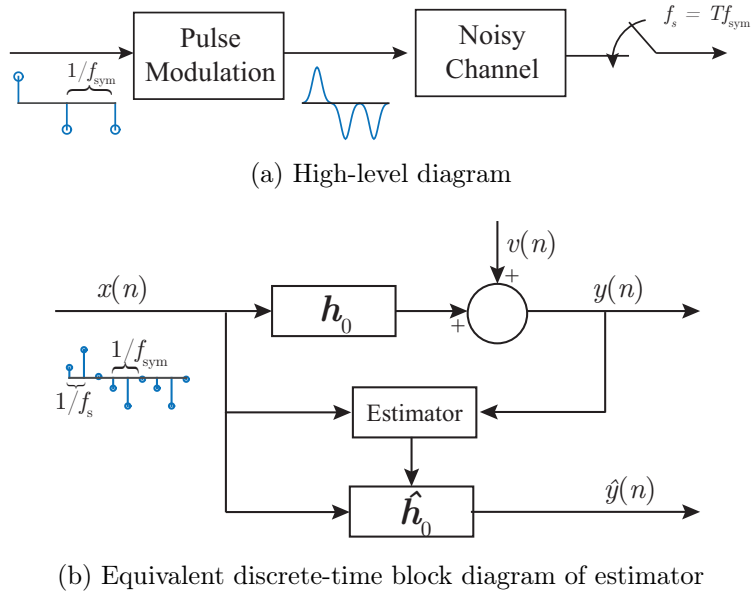 Pulse Modulation
Noisy Channel
f_s = Tf_sym
1/f_sym
(a) High-level diagram
v(n)
+
x(n)
h_0
+
y(n)
1/f_sym
1/f_s
Estimator
ĥ_0
ŷ(n)
(b) Equivalent discrete-time block diagram of estimator